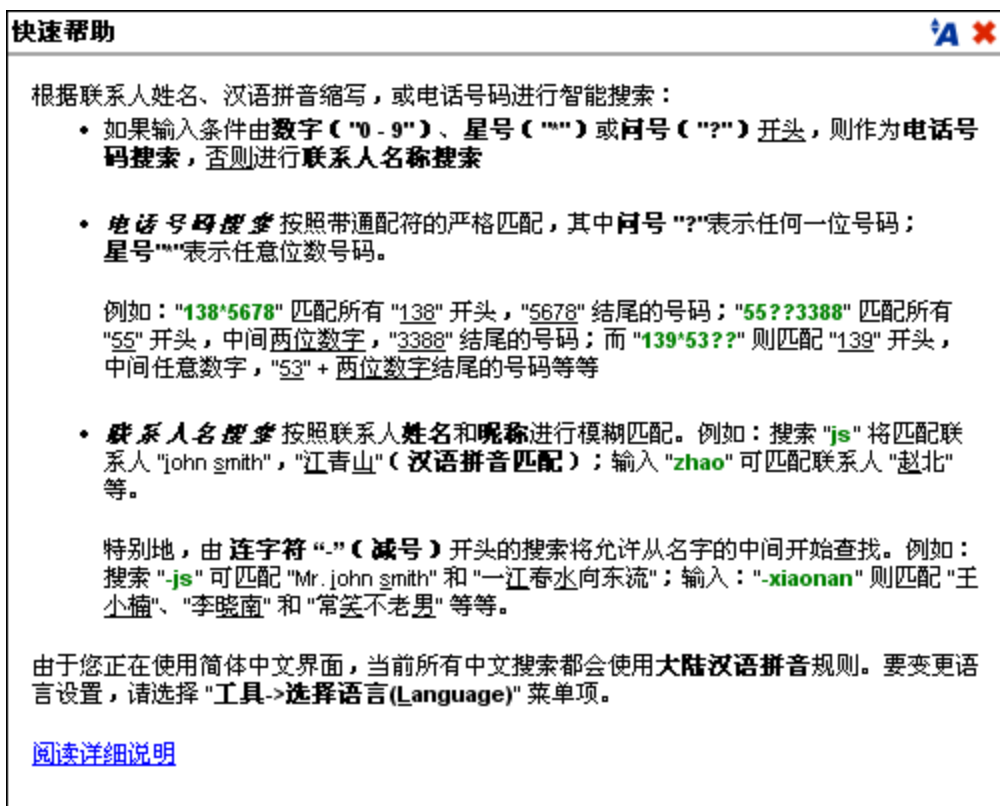 快速帮助
根据联系人姓名、汉语拼音缩写，或电话号码进行智能搜索：
• 如果输入条件由数字（"0 - 9"）、星号（"*"）或问号（"?"）开头，则作为电话号
码搜索，否则进行联系人名称搜索
• 电话号码搜索 按照带通配符的严格匹配，其中问号 "?"表示任何一位号码；
星号"*"表示任意位数号码。
例如："138*5678" 匹配所有 "138" 开头，"5678" 结尾的号码；"55??3388" 匹配所有
"55" 开头，中间两位数字，"3388" 结尾的号码；而 "139*53??" 则匹配 "139" 开头，
中间任意数字，"53" + 两位数字结尾的号码等等
• 联系人名搜索 按照联系人姓名和昵称进行模糊匹配。例如：搜索 "js" 将匹配联
系人 "john smith"，"江青山"（汉语拼音匹配）；输入 "zhao" 可匹配联系人 "赵北"
等。
特别地，由 连字符 “-”（减号）开头的搜索将允许从名字的中间开始查找。例如：
搜索 "-js" 可匹配 "Mr. john smith" 和 "一江春水向东流"；输入："-xiaonan" 则匹配 "王
小楠"、"李晓南" 和 "常笑不老男" 等等。
由于您正在使用简体中文界面，当前所有中文搜索都会使用大陆汉语拼音规则。要变更语
言设置，请选择 "工具->选择语言(Language)" 菜单项。
阅读详细说明